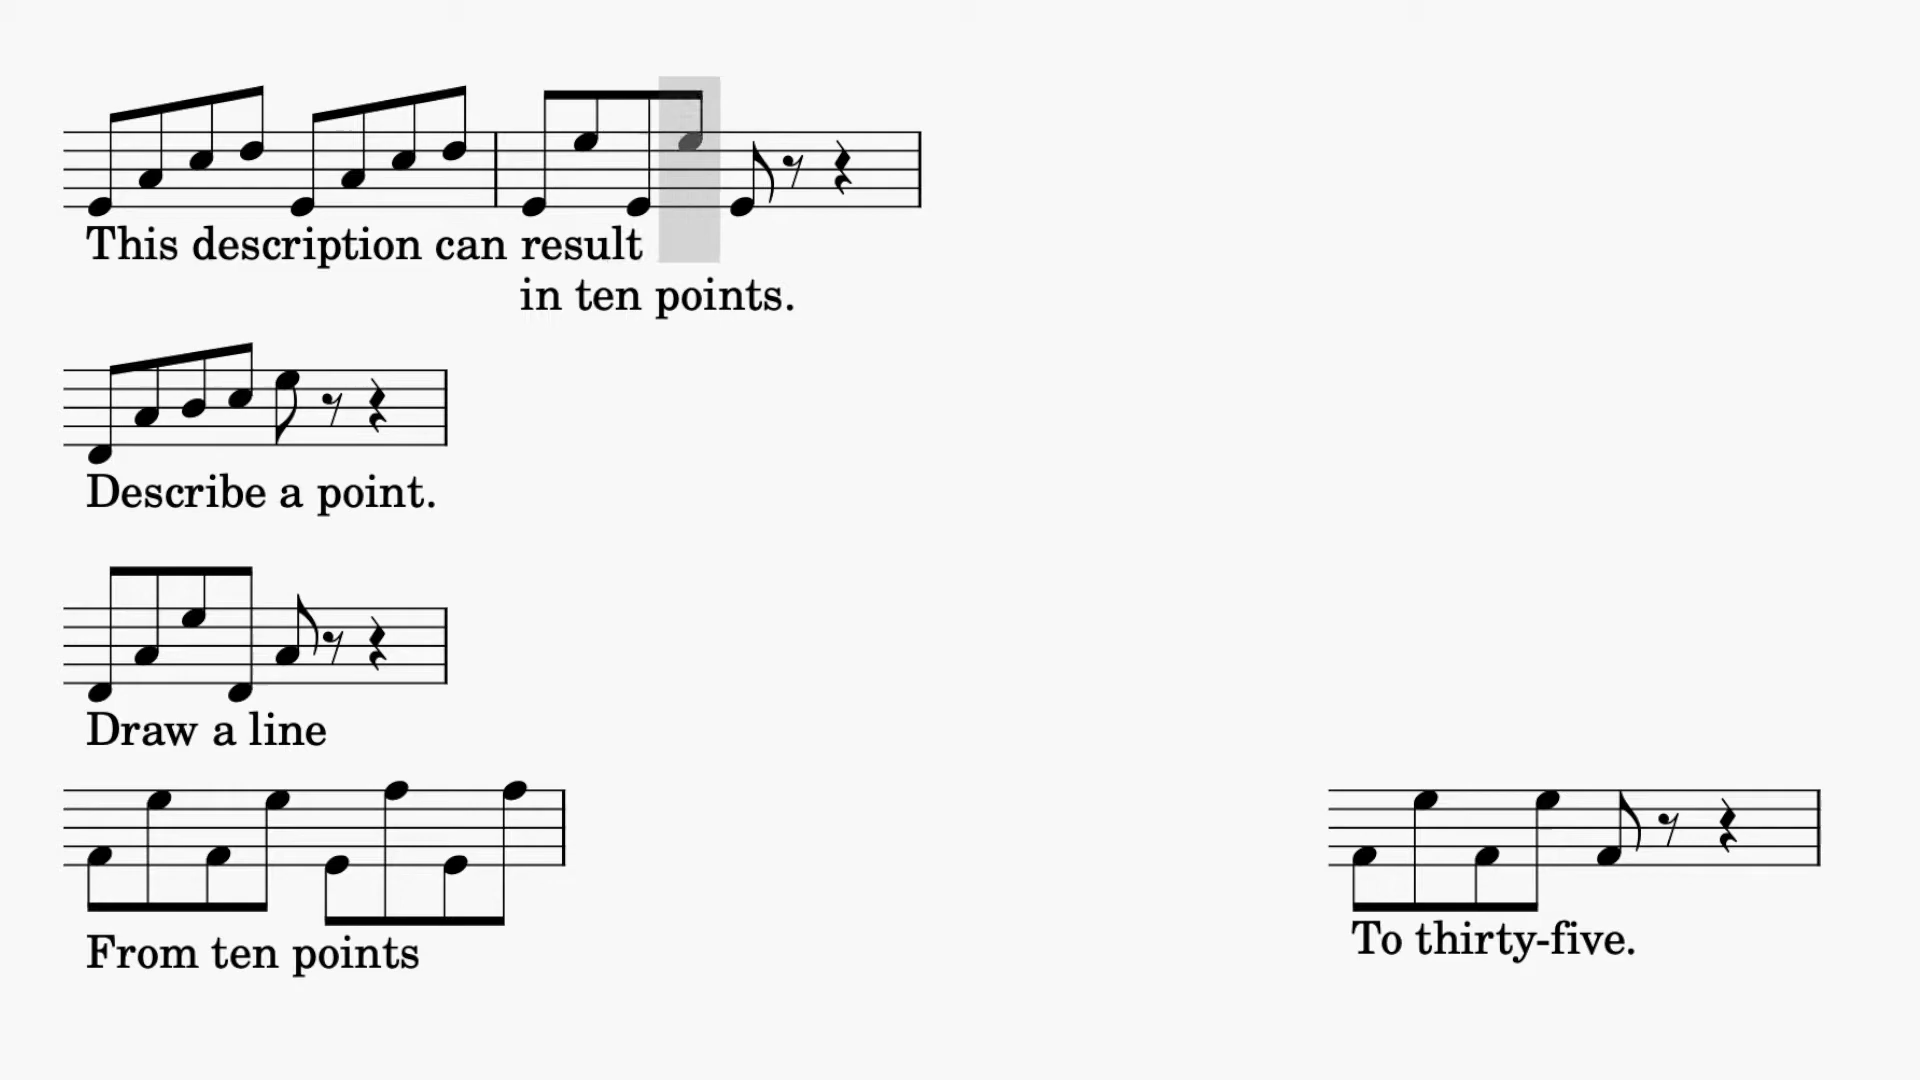 This description can result
in ten points.
Describe a point.
Draw a line
From ten points
To thirty-five.